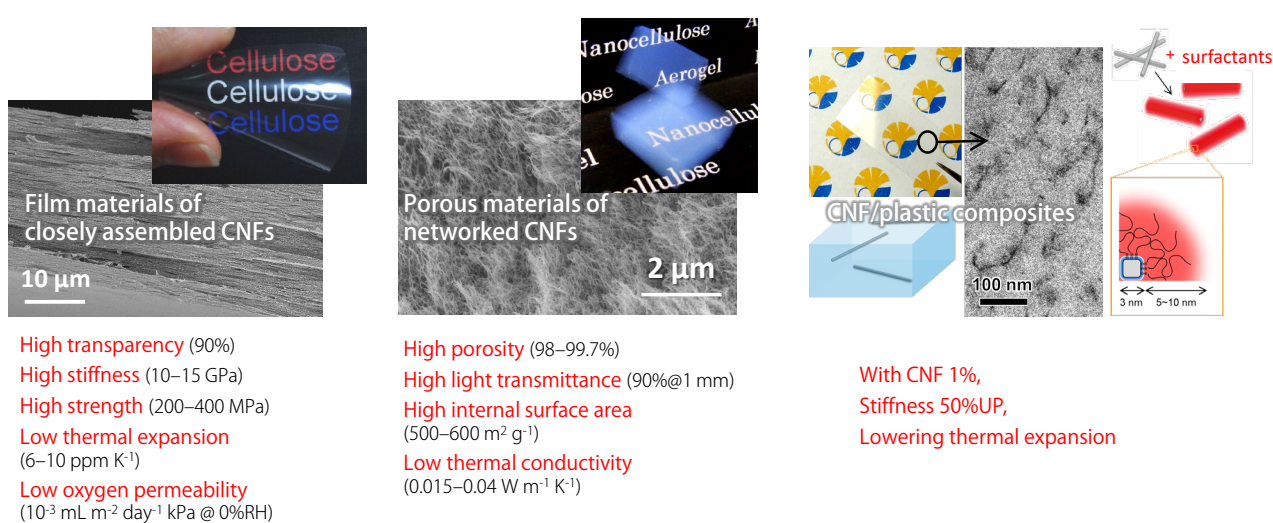 Cellulose
Cellulose
Cellulose
Film materials of
closely assembled CNFs
10 μm
High transparency (90%)
High stiffness (10–15 GPa)
High strength (200–400 MPa)
Low thermal expansion
(6–10 ppm K-1)
Low oxygen permeability
(10-3 mL m-2 day-1 kPa @ 0%RH)
Nanocellulose
Aerogel
ose
Nanocellu
el
ellulose
Porous materials of
networked CNFs
2 μm
High porosity (98–99.7%)
High light transmittance (90%@1 mm)
High internal surface area
(500–600 m2 g-1)
Low thermal conductivity
(0.015–0.04 W m-1 K-1)
+ surfactants
CNF/plastic composites
100 nm
3 nm
5~10 nm
With CNF 1%,
Stiffness 50%UP,
Lowering thermal expansion